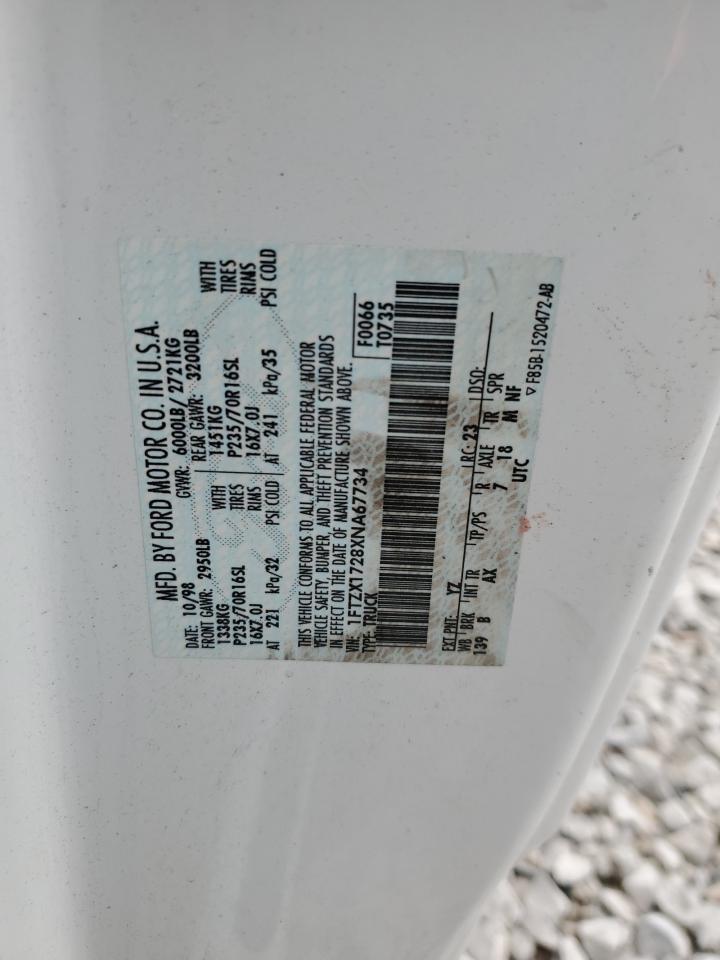 MFD. BY FORD MOTOR CO. IN U.S.A.
DATE: 10/98 GVWR: 6000LB/ 2721KG
FRONT GAWR: 2950LB REAR GAWR: 3200LB
1338KG WITH 1451KG WITH
P235/70R16SL TIRES P235/70R16SL TIRES
16X7.0J RIMS 16X7.0J RIMS
AT 221 kPa/32 PSI COLD AT 241 kPa/35 PSI COLD
THIS VEHICLE CONFORMS TO ALL APPLICABLE FEDERAL MOTOR
VEHICLE SAFETY, BUMPER, AND THEFT PREVENTION STANDARDS
IN EFFECT ON THE DATE OF MANUFACTURE SHOWN ABOVE.
VIN: 1FTZX1728XNA67734 F0066
TYPE: TRUCK T0735
EXT PNT: YZ RC: 23 DSO:
WB BRK INT TR TP/PS R AXLE TR SPR
139 B AX 7 18 M NF
UTC
▽ F85B-1520472-AB